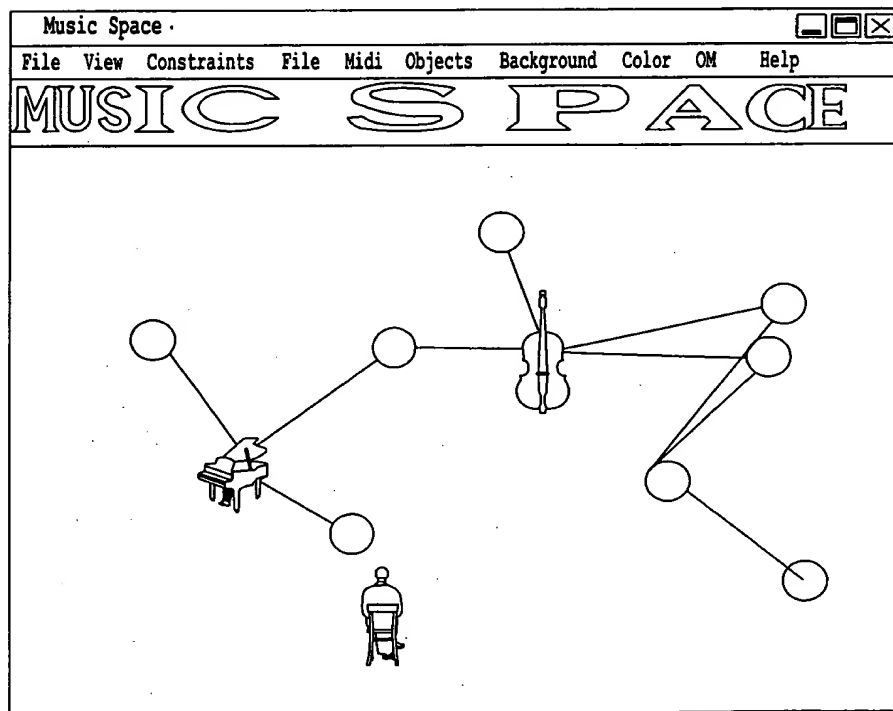 Music Space
File View Constraints File Midi Objects Background Color OM Help
MUSIC SPACE